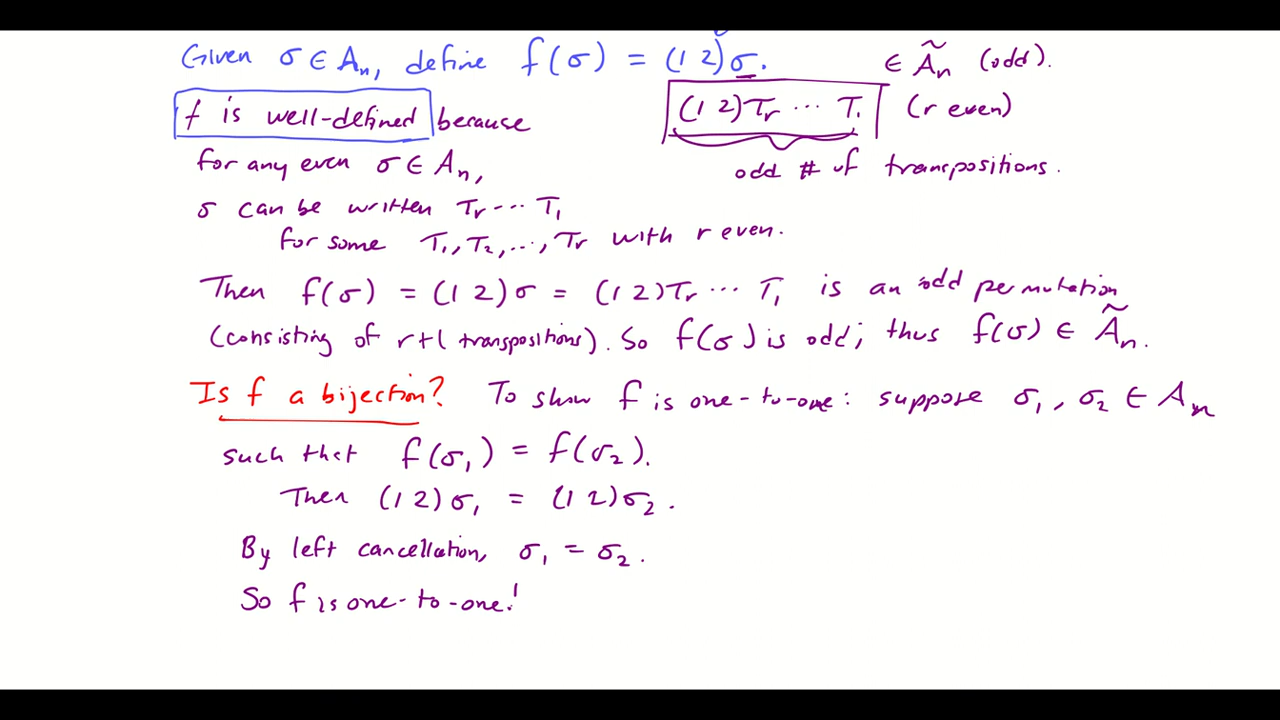 Given σ ∈ Aₙ, define f(σ) = (1 2)σ. ∈ Ãₙ (odd).
f is well-defined because (1 2)τᵣ ··· τ₁ (r even)
for any even σ ∈ Aₙ, odd # of transpositions.
σ can be written τᵣ ··· τ₁
for some τ₁, τ₂, ..., τᵣ with r even.
Then f(σ) = (1 2)σ = (1 2)τᵣ ··· τ₁ is an odd permutation
(consisting of r+1 transpositions). So f(σ) is odd; thus f(σ) ∈ Ãₙ.
Is f a bijection? To show f is one-to-one: suppose σ₁, σ₂ ∈ Aₙ
such that f(σ₁) = f(σ₂).
Then (1 2)σ₁ = (1 2)σ₂.
By left cancellation, σ₁ = σ₂.
So f is one-to-one!